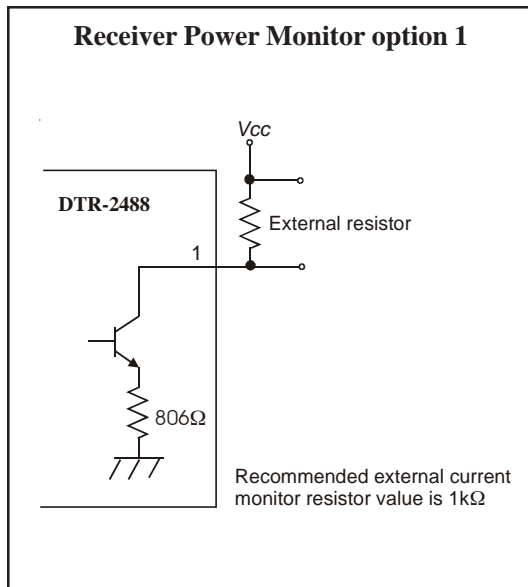 Receiver Power Monitor option 1
Vcc
DTR-2488
External resistor
1
806Ω
Recommended external current
monitor resistor value is 1kΩ